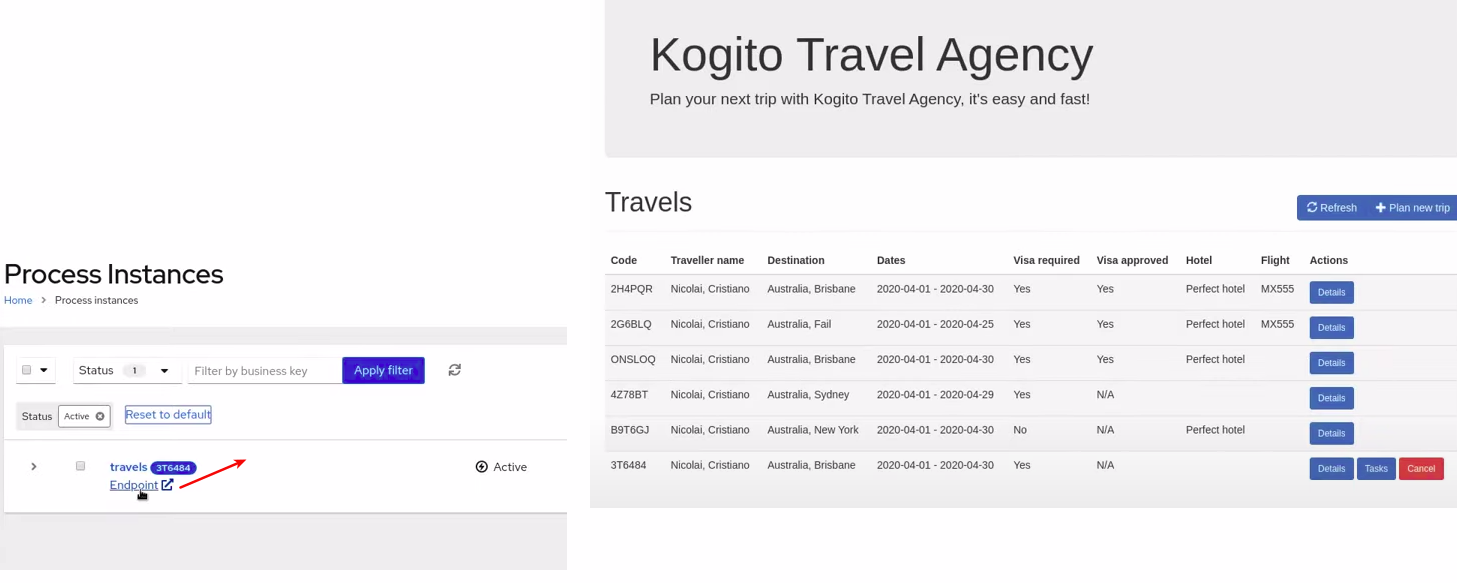 Process Instances
Home > Process instances
Status 1 Filter by business key Apply filter
Status Active Reset to default
travels 3T6484 Active
Endpoint
Kogito Travel Agency
Plan your next trip with Kogito Travel Agency, it's easy and fast!
Travels
Refresh Plan new trip
Code Traveller name Destination Dates Visa required Visa approved Hotel Flight Actions
2H4PQR Nicolai, Cristiano Australia, Brisbane 2020-04-01 - 2020-04-30 Yes Yes Perfect hotel MX555 Details
2G6BLQ Nicolai, Cristiano Australia, Fail 2020-04-01 - 2020-04-25 Yes Yes Perfect hotel MX555 Details
ONSLOQ Nicolai, Cristiano Australia, Brisbane 2020-04-01 - 2020-04-30 Yes Yes Perfect hotel Details
4Z78BT Nicolai, Cristiano Australia, Sydney 2020-04-01 - 2020-04-29 Yes N/A Details
B9T6GJ Nicolai, Cristiano Australia, New York 2020-04-01 - 2020-04-30 No N/A Perfect hotel Details
3T6484 Nicolai, Cristiano Australia, Brisbane 2020-04-01 - 2020-04-30 Yes N/A Details Tasks Cancel